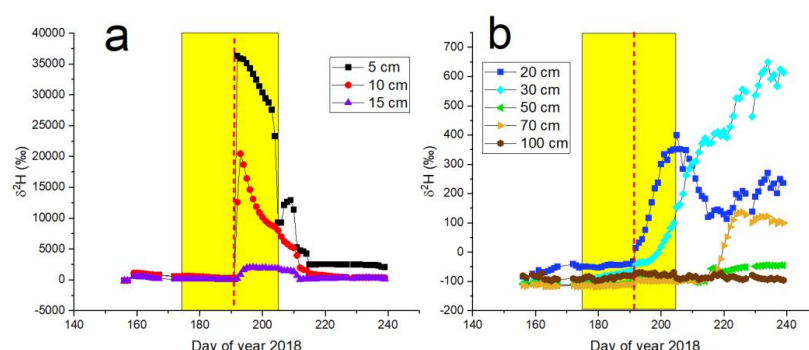 a
40000
35000
30000
25000
20000
15000
10000
5000
0
-5000
δ²H (‰)
5 cm
10 cm
15 cm
140 160 180 200 220 240
Day of year 2018
b
700
600
500
400
300
200
100
0
-100
-200
δ²H (‰)
20 cm
30 cm
50 cm
70 cm
100 cm
140 160 180 200 220 240
Day of year 2018